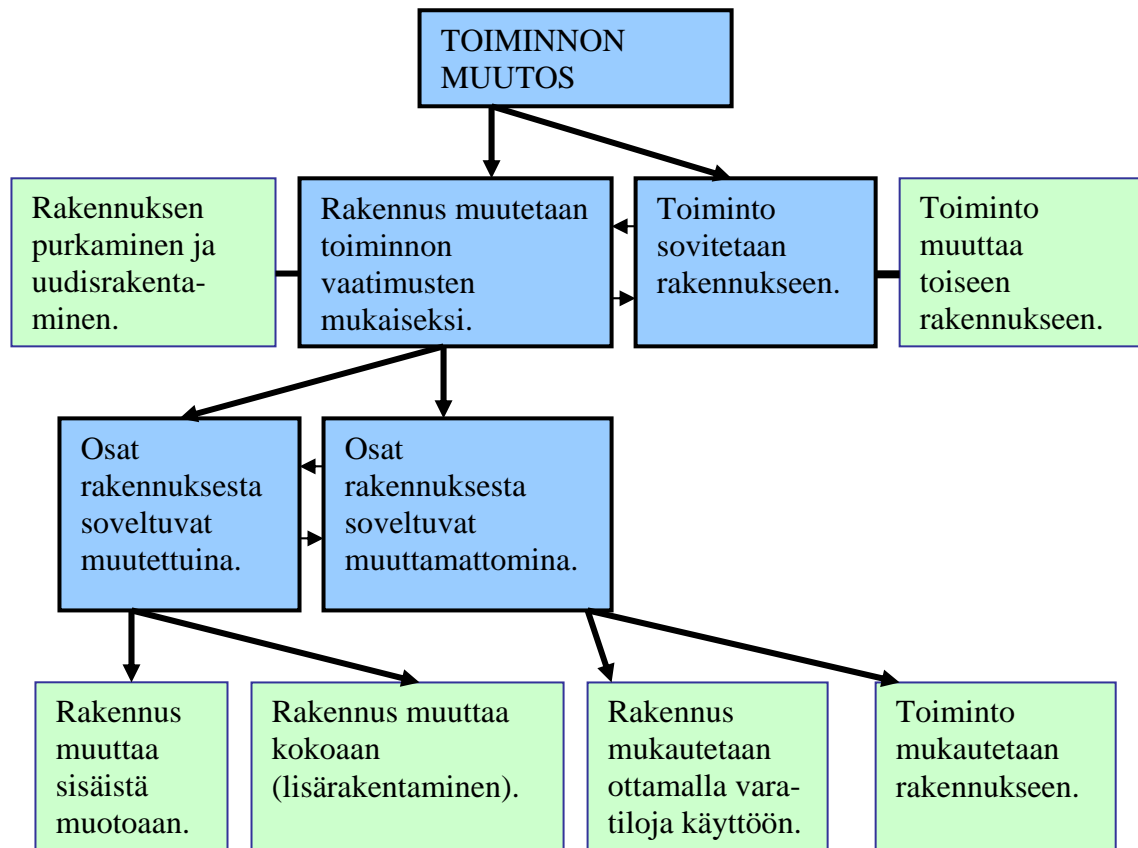 TOIMINNON
MUUTOS
Rakennuksen
purkaminen ja
uudisrakenta-
minen.
Rakennus muutetaan
toiminnon
vaatimusten
mukaiseksi.
Toiminto
sovitetaan
rakennukseen.
Toiminto
muuttaa
toiseen
rakennukseen.
Osat
rakennuksesta
soveltuvat
muutettuina.
Osat
rakennuksesta
soveltuvat
muuttamattomina.
Rakennus
muuttaa
sisäistä
muotoaan.
Rakennus muuttaa
kokoaan
(lisärakentaminen).
Rakennus
mukautetaan
ottamalla vara-
tiloja käyttöön.
Toiminto
mukautetaan
rakennukseen.